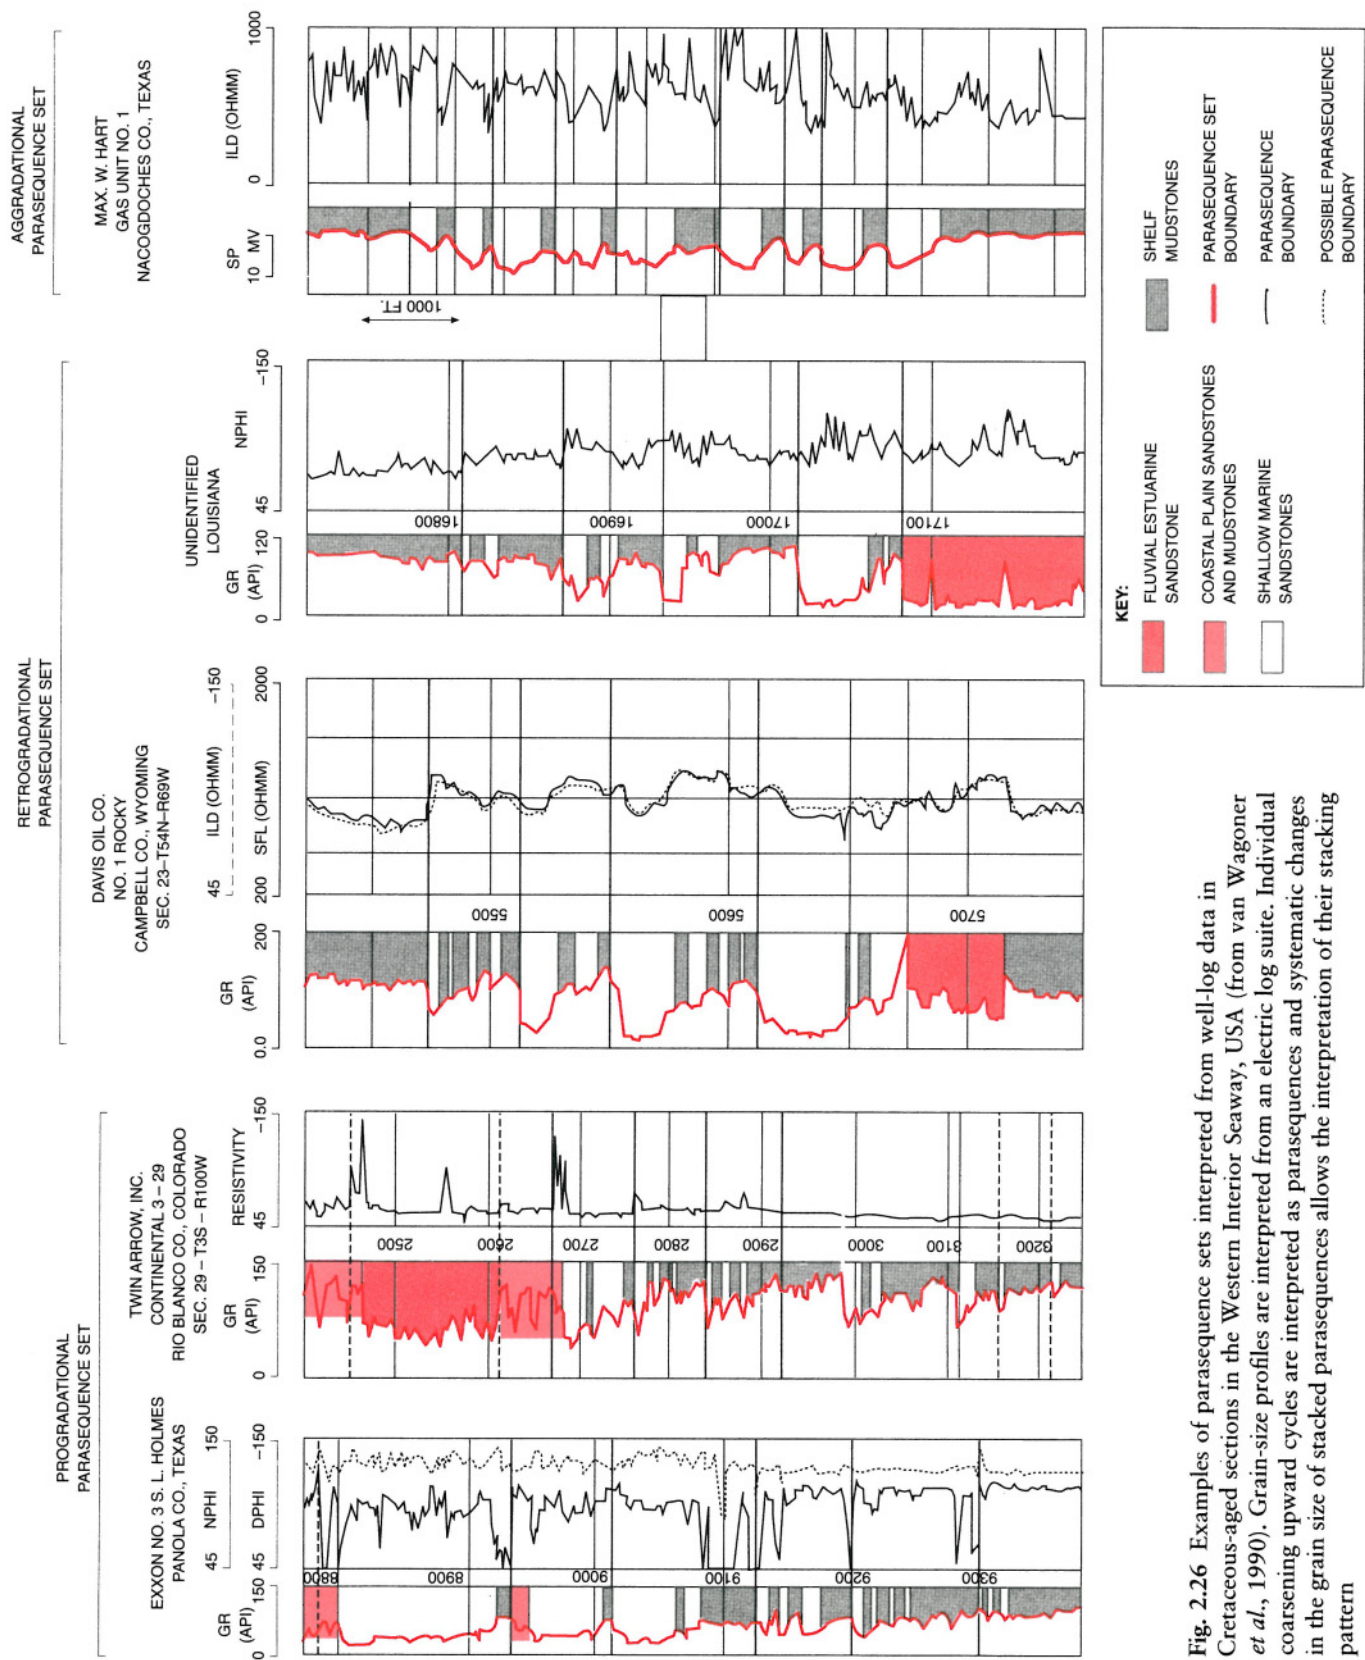 PROGRADATIONAL
PARASEQUENCE SET
EXXON NO. 3 S. L. HOLMES
PANOLA CO., TEXAS
GR
(API)
0 150
45 NPHI 150
45 DPHI -150
8800
8900
9000
9100
9200
9300
TWIN ARROW, INC.
CONTINENTAL 3 – 29
RIO BLANCO CO., COLORADO
SEC. 29 – T3S – R100W
GR
(API)
0 150
RESISTIVITY
45 -150
2500
2600
2700
2800
2900
3000
3100
3200
RETROGRADATIONAL
PARASEQUENCE SET
DAVIS OIL CO.
NO. 1 ROCKY
CAMPBELL CO., WYOMING
SEC. 23–T54N–R69W
GR
(API)
0.0 200
45 ILD (OHMM) -150
200 SFL (OHMM) 2000
5500
5600
5700
UNIDENTIFIED
LOUISIANA
GR
(API)
0 120
NPHI
45 -150
16800
16900
17000
17100
AGGRADATIONAL
PARASEQUENCE SET
MAX. W. HART
GAS UNIT NO. 1
NACOGDOCHES CO., TEXAS
SP
10 MV
ILD (OHMM)
0 1000
1000 FT.
KEY:
FLUVIAL ESTUARINE
SANDSTONE
COASTAL PLAIN SANDSTONES
AND MUDSTONES
SHALLOW MARINE
SANDSTONES
SHELF
MUDSTONES
PARASEQUENCE SET
BOUNDARY
PARASEQUENCE
BOUNDARY
POSSIBLE PARASEQUENCE
BOUNDARY
Fig. 2.26 Examples of parasequence sets interpreted from well-log data in
Cretaceous-aged sections in the Western Interior Seaway, USA (from van Wagoner
et al., 1990). Grain-size profiles are interpreted from an electric log suite. Individual
coarsening upward cycles are interpreted as parasequences and systematic changes
in the grain size of stacked parasequences allows the interpretation of their stacking
pattern